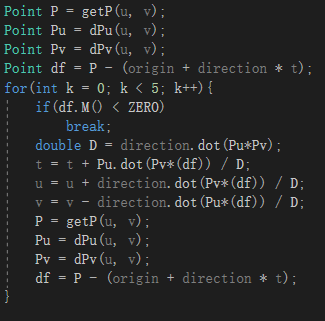 Point P = getP(u, v);
Point Pu = dPu(u, v);
Point Pv = dPv(u, v);
Point df = P - (origin + direction * t);
for(int k = 0; k < 5; k++){
if(df.M() < ZERO)
break;
double D = direction.dot(Pu*Pv);
t = t + Pu.dot(Pv*(df)) / D;
u = u + direction.dot(Pv*(df)) / D;
v = v - direction.dot(Pu*(df)) / D;
P = getP(u, v);
Pu = dPu(u, v);
Pv = dPv(u, v);
df = P - (origin + direction * t);
}